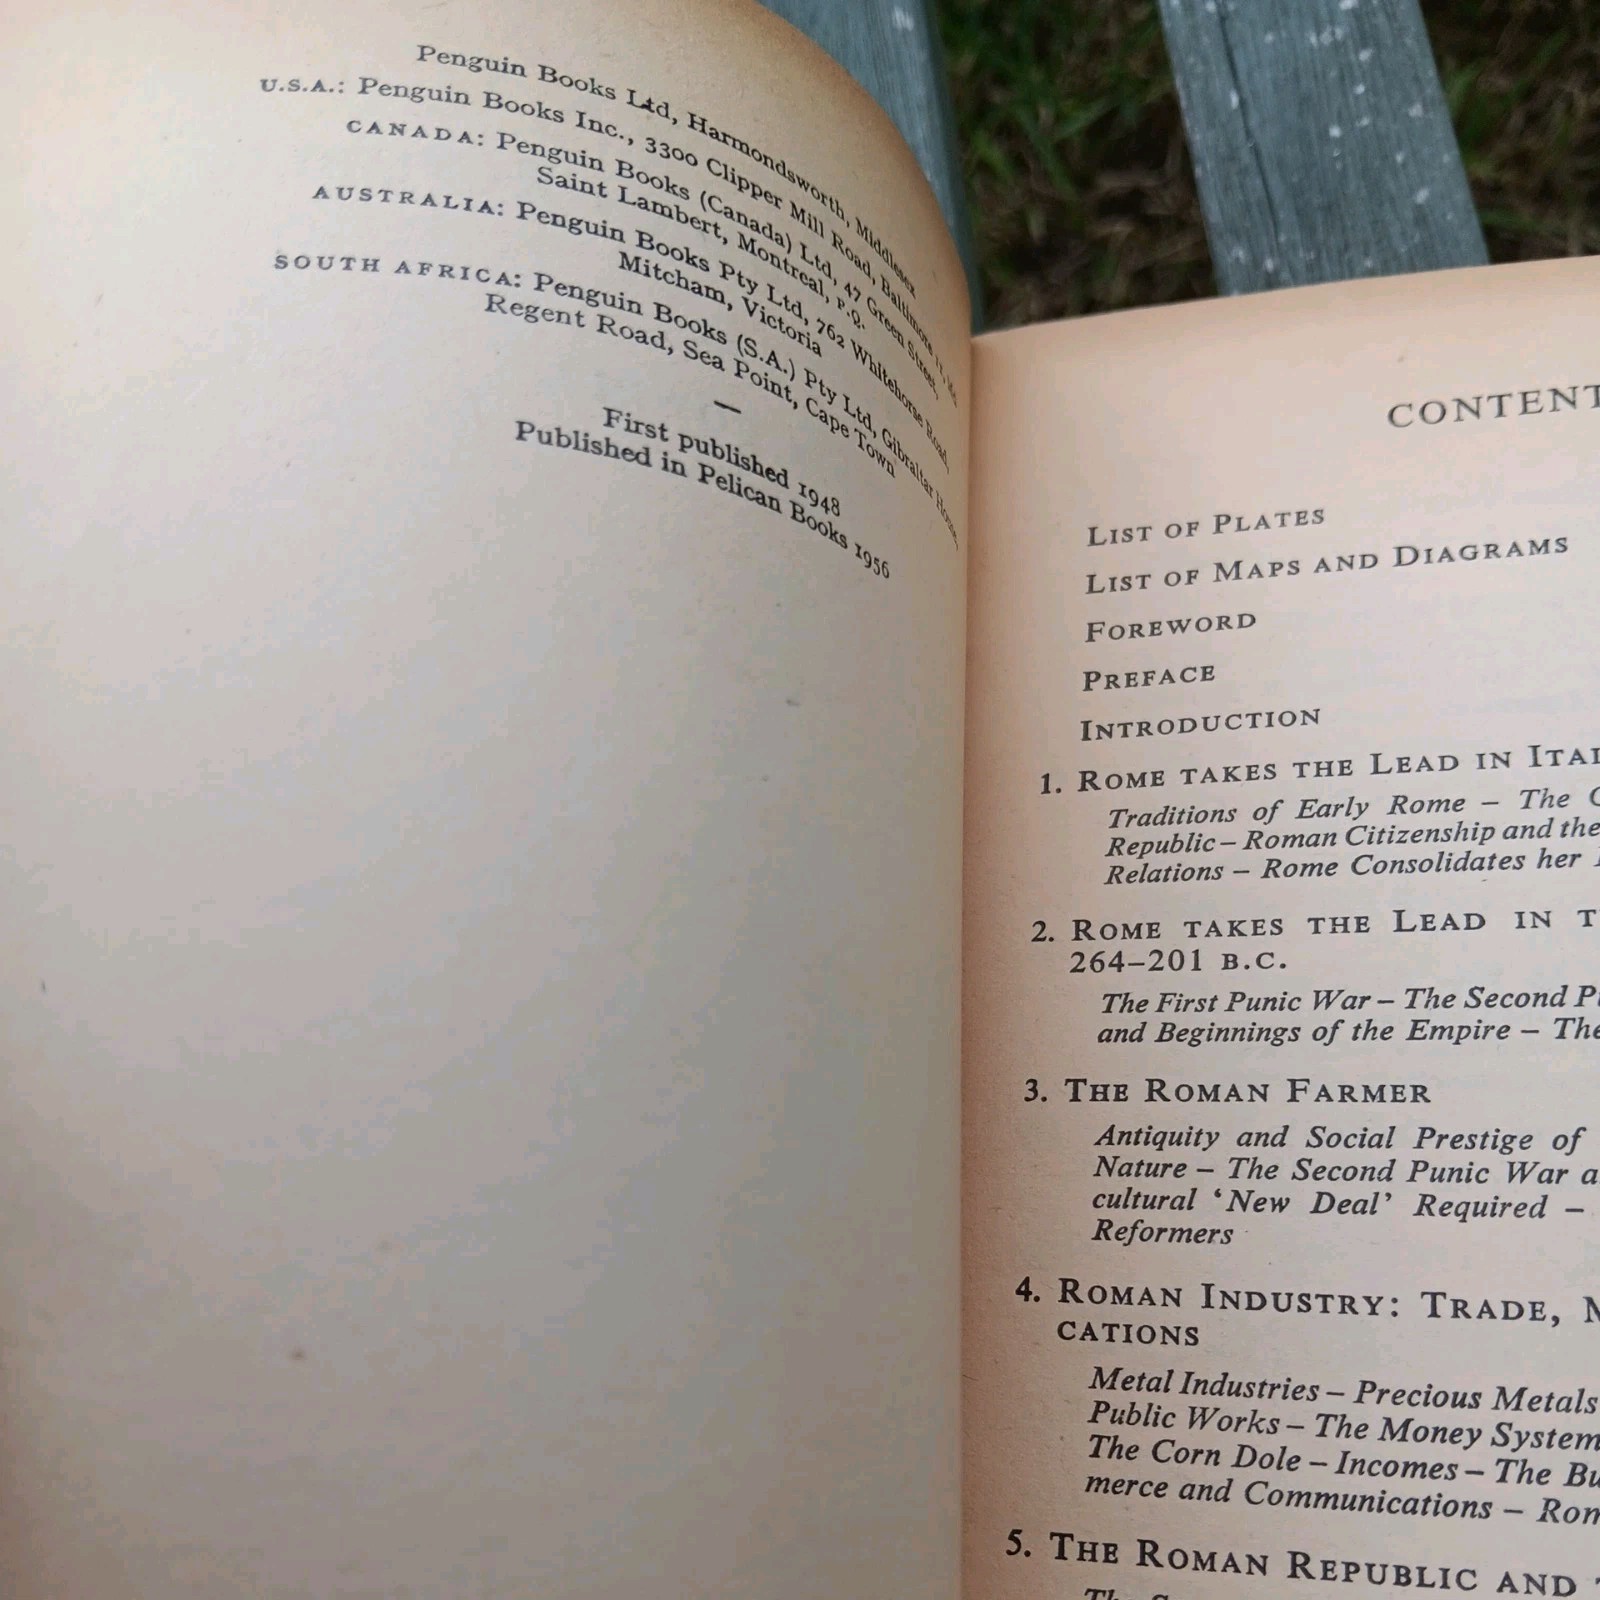 Penguin Books Ltd, Harmondsworth, Middlesex
U.S.A.: Penguin Books Inc., 3300 Clipper Mill Road, Baltimore
CANADA: Penguin Books (Canada) Ltd, 47 Green Street,
Saint Lambert, Montreal, P.Q.
AUSTRALIA: Penguin Books Pty Ltd, 762 Whitehorse Road,
Mitcham, Victoria
SOUTH AFRICA: Penguin Books (S.A.) Pty Ltd, Gibraltar House,
Regent Road, Sea Point, Cape Town
—
First published 1948
Published in Pelican Books 1956
CONTENT
LIST OF PLATES
LIST OF MAPS AND DIAGRAMS
FOREWORD
PREFACE
INTRODUCTION
1. ROME TAKES THE LEAD IN ITAL
Traditions of Early Rome – The
Republic – Roman Citizenship and the
Relations – Rome Consolidates her
2. ROME TAKES THE LEAD IN T
264–201 B.C.
The First Punic War – The Second P
and Beginnings of the Empire – The
3. THE ROMAN FARMER
Antiquity and Social Prestige of
Nature – The Second Punic War a
cultural ‘New Deal’ Required –
Reformers
4. ROMAN INDUSTRY: TRADE, M
CATIONS
Metal Industries – Precious Metals
Public Works – The Money System
The Corn Dole – Incomes – The Bu
merce and Communications – Rom
5. THE ROMAN REPUBLIC AND